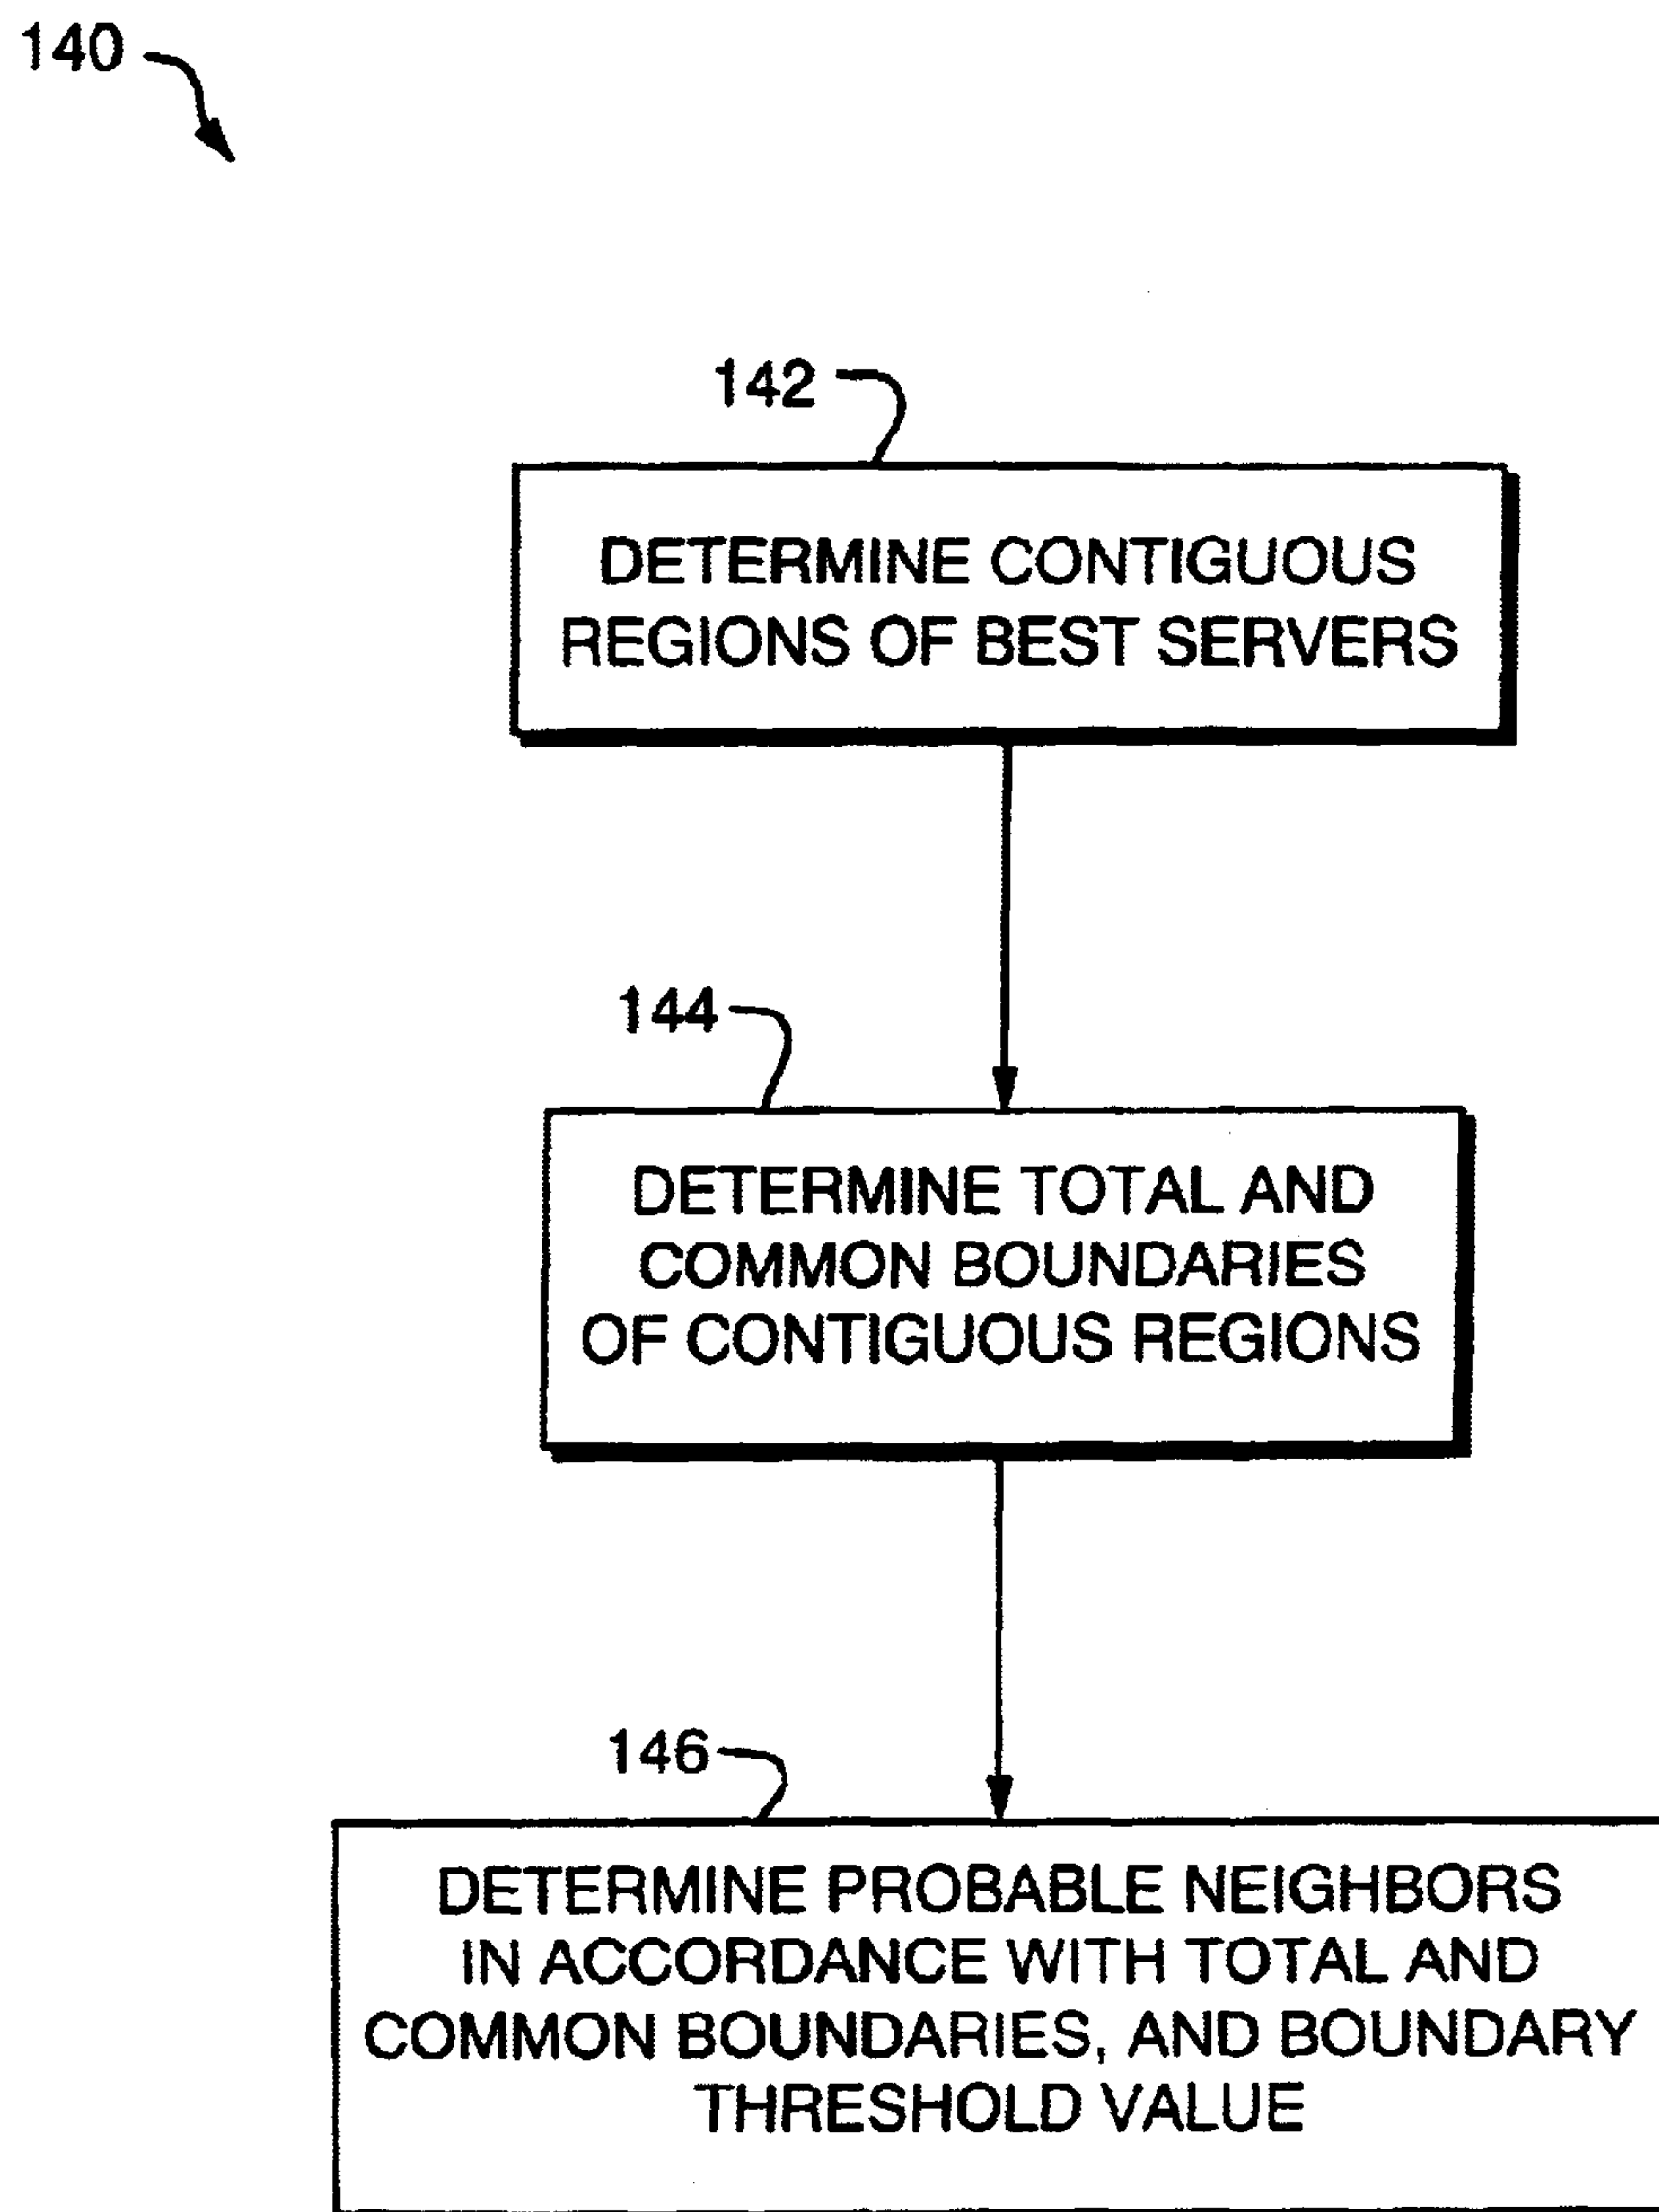 140
142
DETERMINE CONTIGUOUS
REGIONS OF BEST SERVERS
144
DETERMINE TOTAL AND
COMMON BOUNDARIES
OF CONTIGUOUS REGIONS
146
DETERMINE PROBABLE NEIGHBORS
IN ACCORDANCE WITH TOTAL AND
COMMON BOUNDARIES, AND BOUNDARY
THRESHOLD VALUE